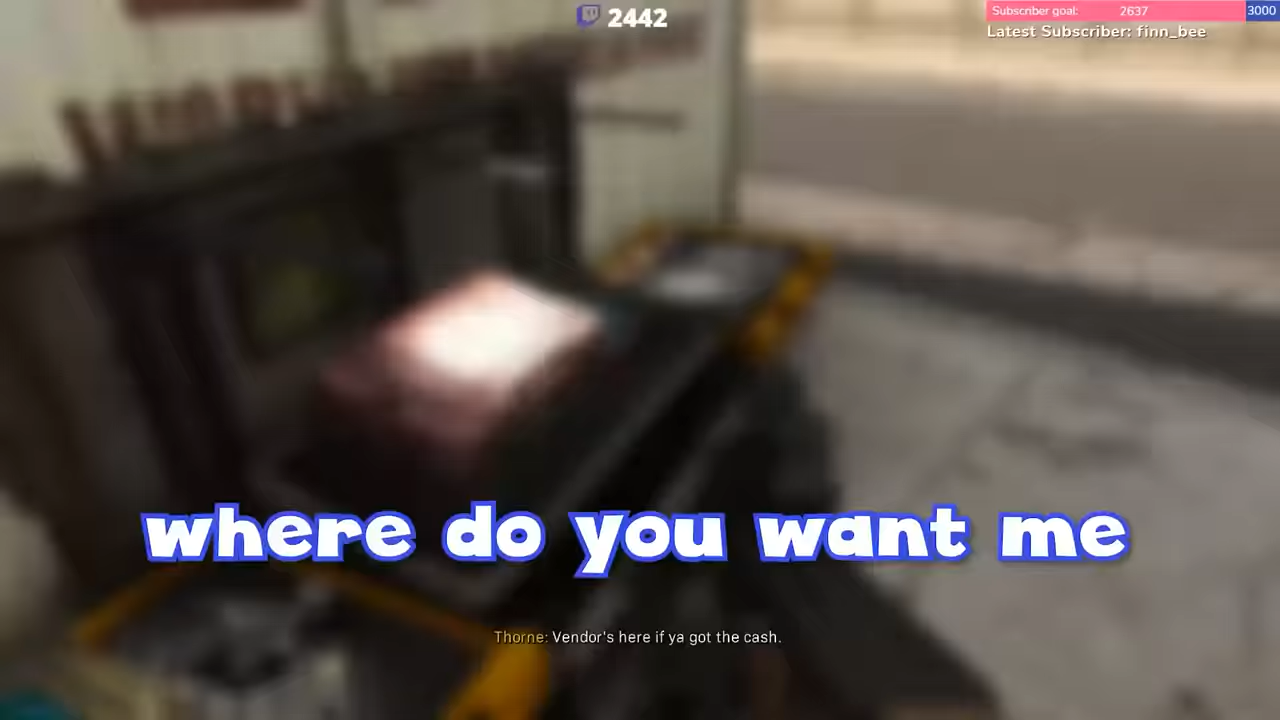 2442
Subscriber goal: 2637 3000
Latest Subscriber: finn_bee
where do you want me
Thorne: Vendor's here if ya got the cash.